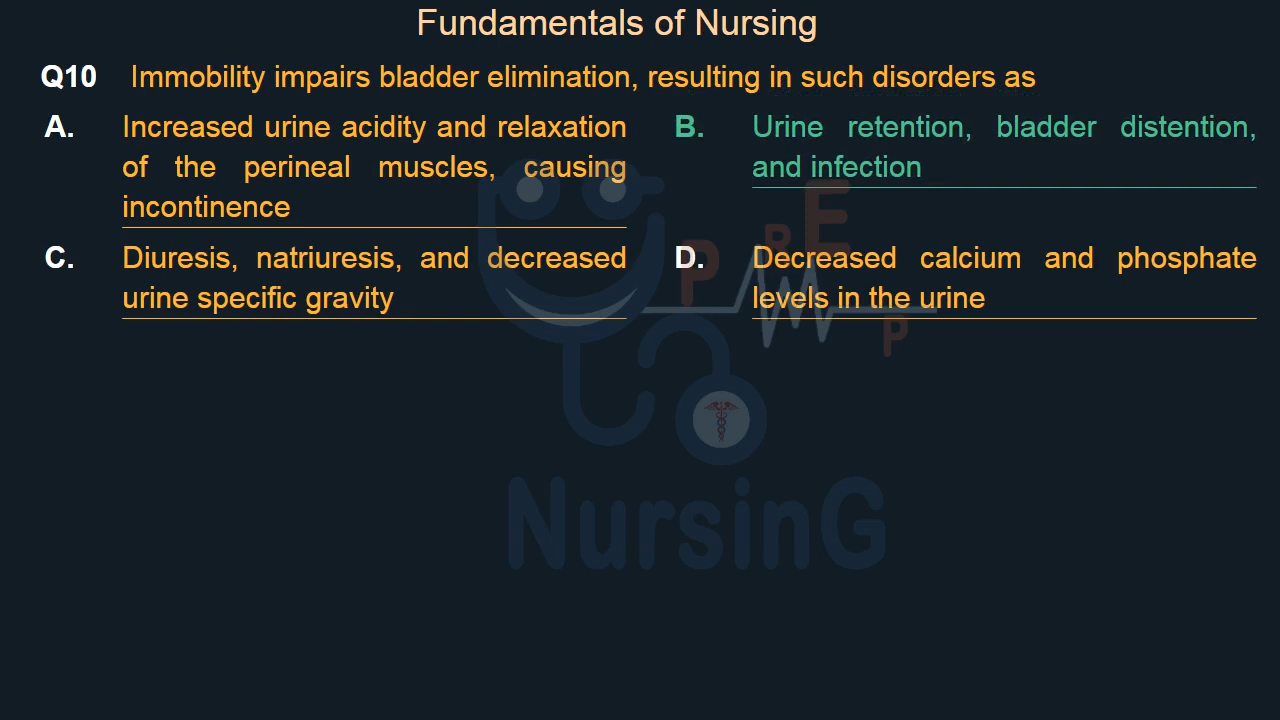 Fundamentals of Nursing
Q10 Immobility impairs bladder elimination, resulting in such disorders as
A. Increased urine acidity and relaxation
of the perineal muscles, causing
incontinence
B. Urine retention, bladder distention,
and infection
C. Diuresis, natriuresis, and decreased
urine specific gravity
D. Decreased calcium and phosphate
levels in the urine
PREP
NursinG